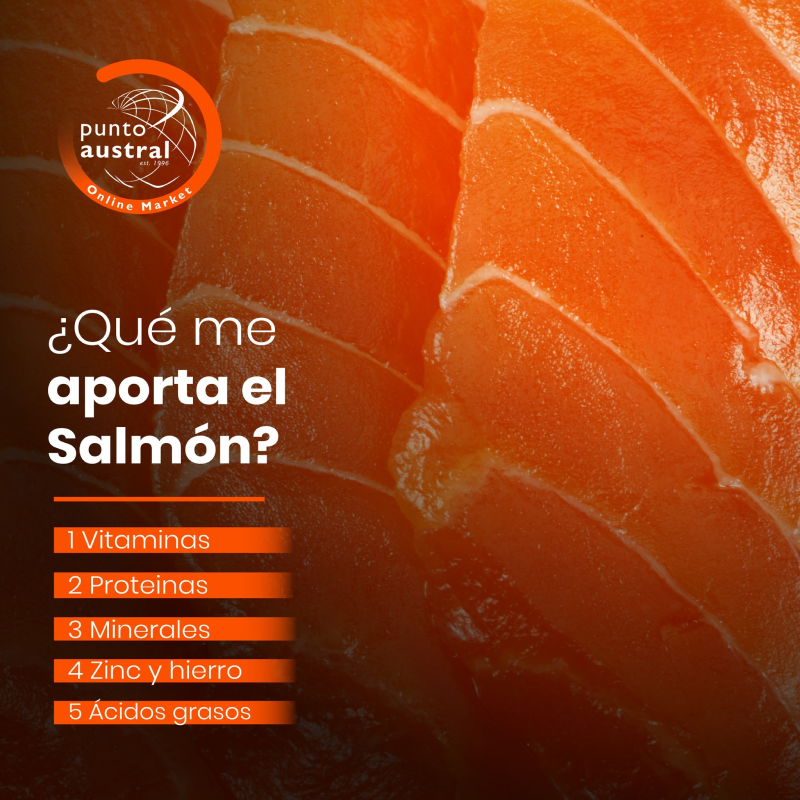 punto
austral
est. 1996
Online Market
¿Qué me
aporta el
Salmón?
1 Vitaminas
2 Proteinas
3 Minerales
4 Zinc y hierro
5 Ácidos grasos